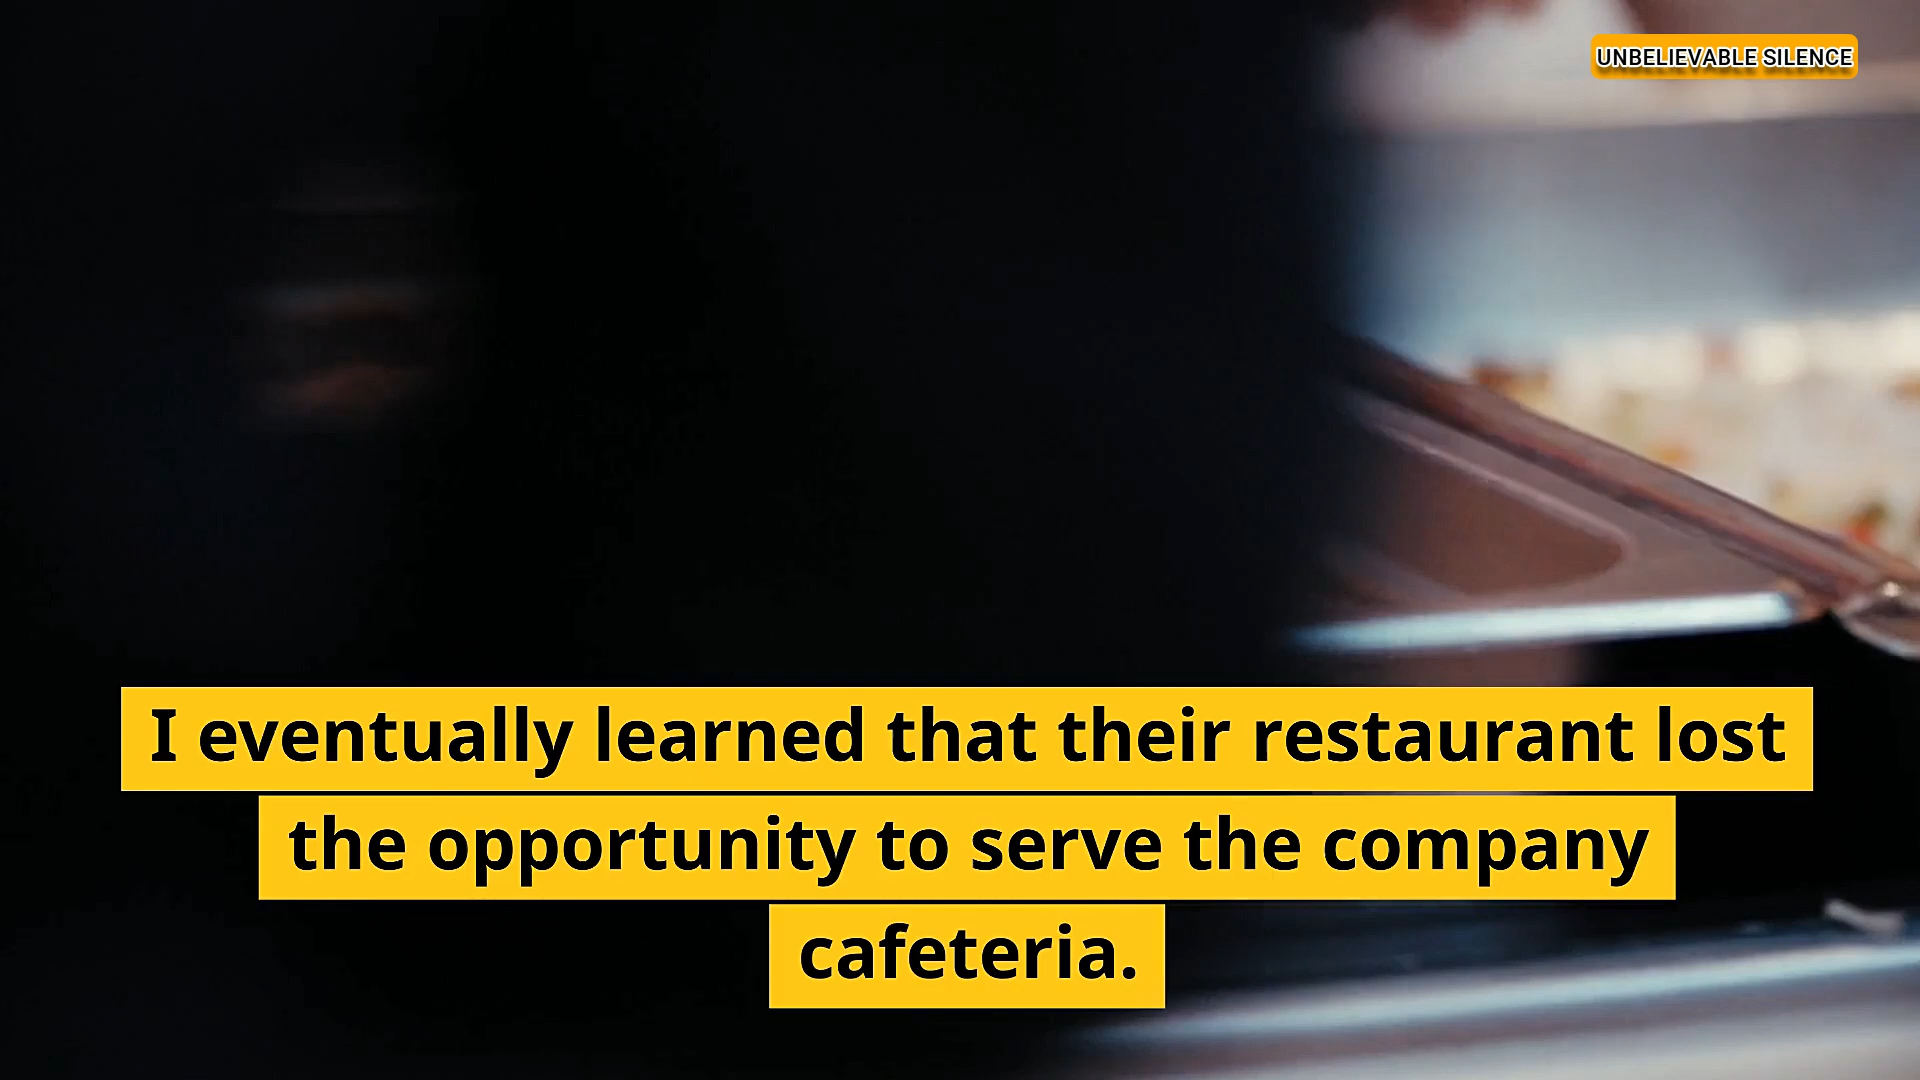 UNBELIEVABLE SILENCE
I eventually learned that their restaurant lost
the opportunity to serve the company
cafeteria.